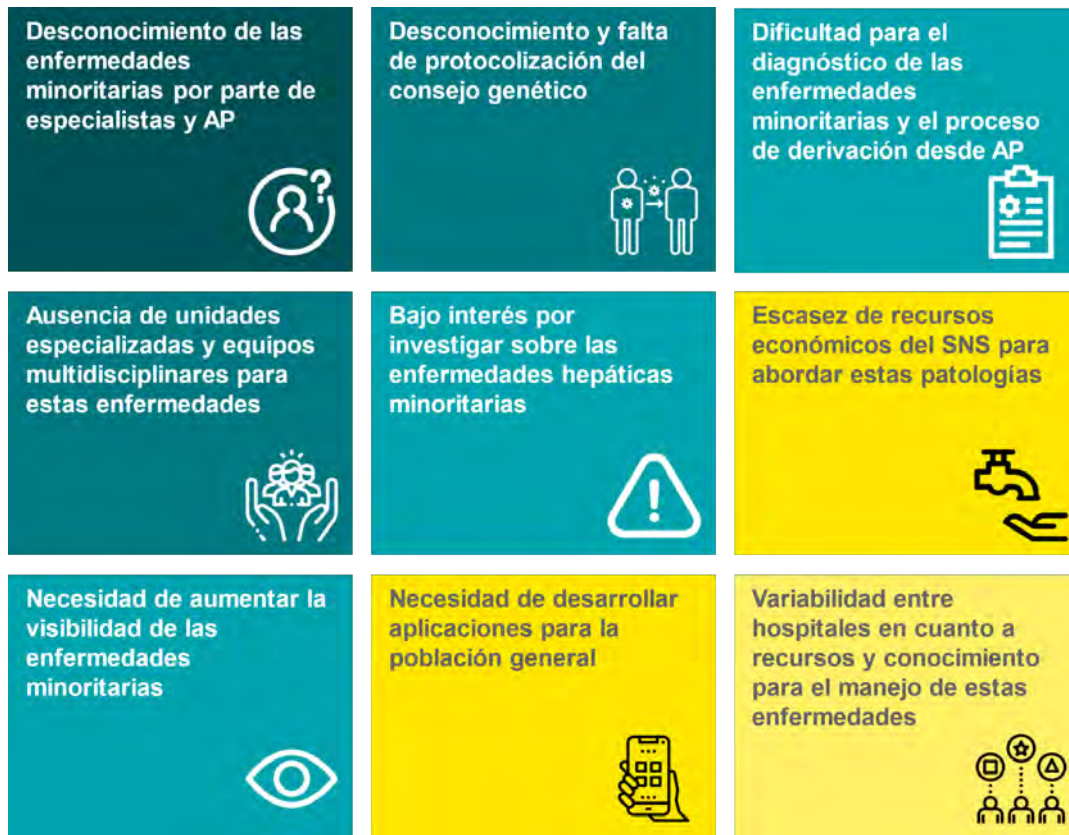 Desconocimiento de las
enfermedades
minoritarias por parte de
especialistas y AP
Desconocimiento y falta
de protocolización del
consejo genético
Dificultad para el
diagnóstico de las
enfermedades
minoritarias y el proceso
de derivación desde AP
Ausencia de unidades
especializadas y equipos
multidisciplinares para
estas enfermedades
Bajo interés por
investigar sobre las
enfermedades hepáticas
minoritarias
Escasez de recursos
económicos del SNS para
abordar estas patologías
Necesidad de aumentar la
visibilidad de las
enfermedades
minoritarias
Necesidad de desarrollar
aplicaciones para la
población general
Variabilidad entre
hospitales en cuanto a
recursos y conocimiento
para el manejo de estas
enfermedades